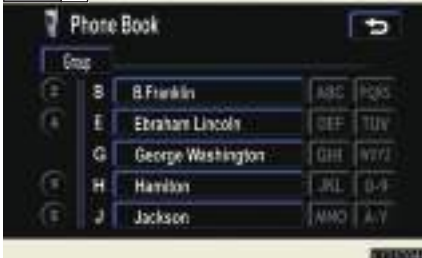 Phone Book
Group
B B.Franklin ABC PQRS
E Ebraham Lincoln DEF TUV
G George Washington GHI WXYZ
H Hamilton JKL 0-9
J Jackson MNO